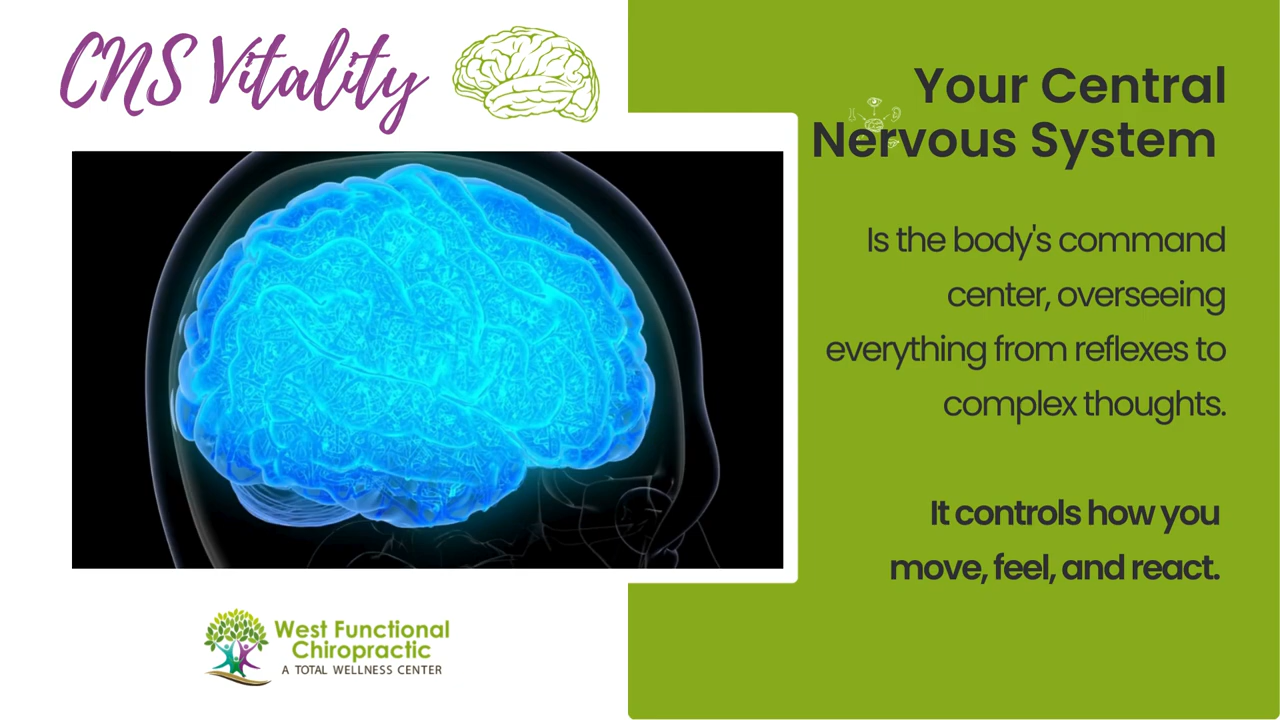 CNS Vitality
Your Central
Nervous System
Is the body's command
center, overseeing
everything from reflexes to
complex thoughts.
It controls how you
move, feel, and react.
West Functional
Chiropractic
A TOTAL WELLNESS CENTER